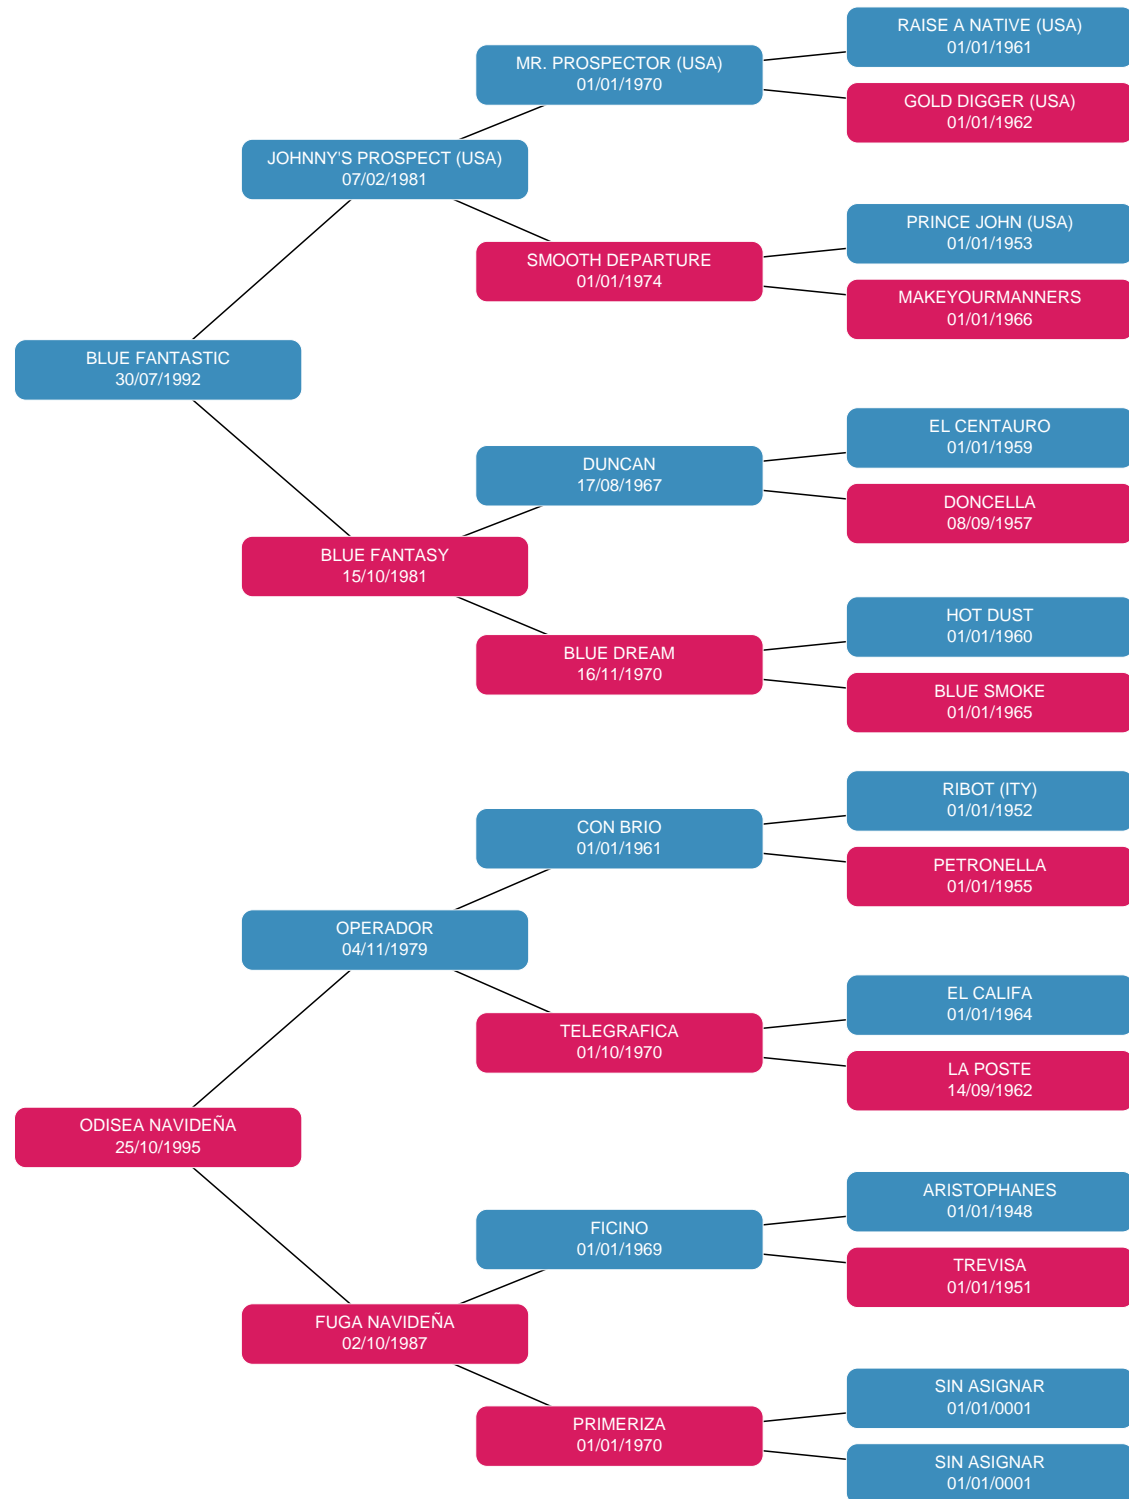 RAISE A NATIVE (USA)
01/01/1961
MR. PROSPECTOR (USA)
01/01/1970
GOLD DIGGER (USA)
01/01/1962
JOHNNY'S PROSPECT (USA)
07/02/1981
PRINCE JOHN (USA)
01/01/1953
SMOOTH DEPARTURE
01/01/1974
MAKEYOURMANNERS
01/01/1966
BLUE FANTASTIC
30/07/1992
EL CENTAURO
01/01/1959
DUNCAN
17/08/1967
DONCELLA
08/09/1957
BLUE FANTASY
15/10/1981
HOT DUST
01/01/1960
BLUE DREAM
16/11/1970
BLUE SMOKE
01/01/1965
RIBOT (ITY)
01/01/1952
CON BRIO
01/01/1961
PETRONELLA
01/01/1955
OPERADOR
04/11/1979
EL CALIFA
01/01/1964
TELEGRAFICA
01/10/1970
LA POSTE
14/09/1962
ODISEA NAVIDEÑA
25/10/1995
ARISTOPHANES
01/01/1948
FICINO
01/01/1969
TREVISA
01/01/1951
FUGA NAVIDEÑA
02/10/1987
SIN ASIGNAR
01/01/0001
PRIMERIZA
01/01/1970
SIN ASIGNAR
01/01/0001